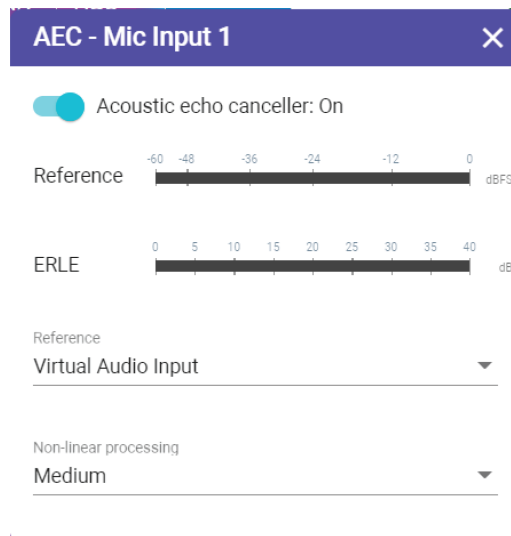 AEC - Mic Input 1
Acoustic echo canceller: On
-60 -48 -36 -24 -12 0
Reference dBFS
0 5 10 15 20 25 30 35 40
ERLE dB
Reference
Virtual Audio Input
Non-linear processing
Medium